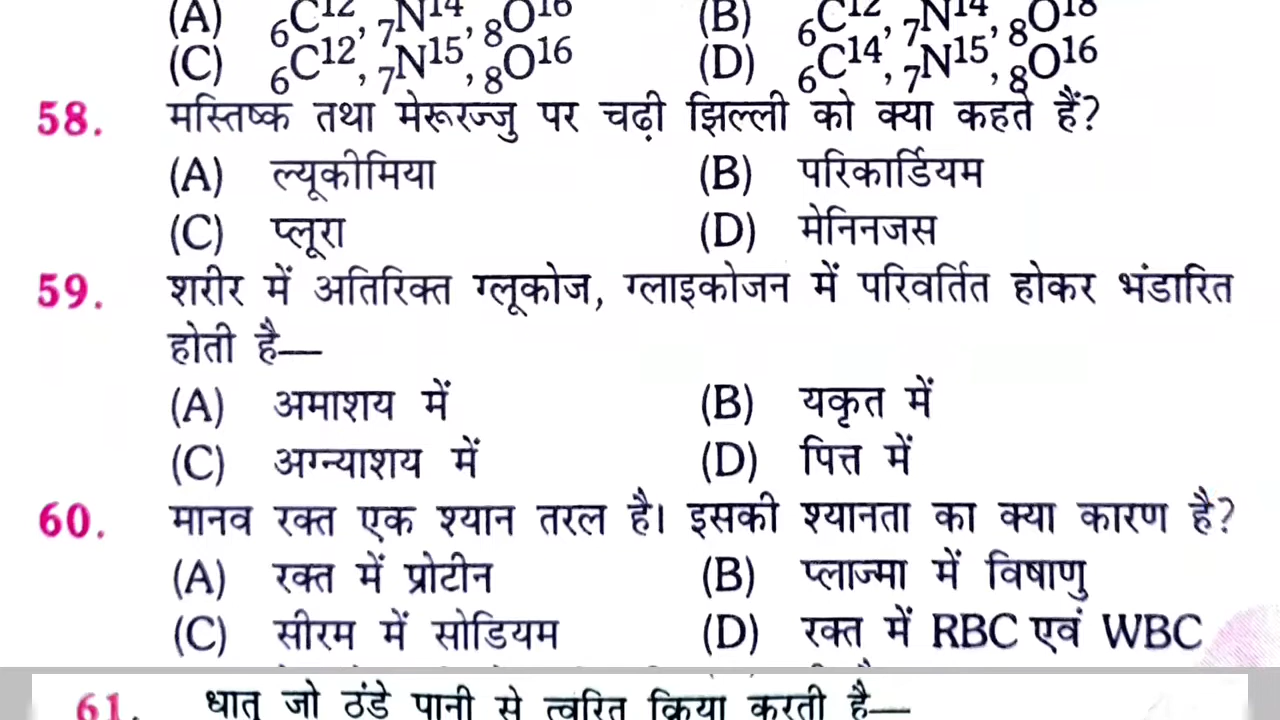 (A) ₆C¹², ₇N¹⁴, ₈O¹⁶ (B) ₆C¹², ₇N¹⁴, ₈O¹⁸
(C) ₆C¹², ₇N¹⁵, ₈O¹⁶ (D) ₆C¹⁴, ₇N¹⁵, ₈O¹⁶
58. मस्तिष्क तथा मेरूरज्जु पर चढ़ी झिल्ली को क्या कहते हैं?
(A) ल्यूकीमिया (B) परिकार्डियम
(C) प्लूरा (D) मेनिनजस
59. शरीर में अतिरिक्त ग्लूकोज, ग्लाइकोजन में परिवर्तित होकर भंडारित
होती है—
(A) अमाशय में (B) यकृत में
(C) अग्न्याशय में (D) पित्त में
60. मानव रक्त एक श्यान तरल है। इसकी श्यानता का क्या कारण है?
(A) रक्त में प्रोटीन (B) प्लाज्मा में विषाणु
(C) सीरम में सोडियम (D) रक्त में RBC एवं WBC
61. धातु जो ठंडे पानी से त्वरित क्रिया करती है—